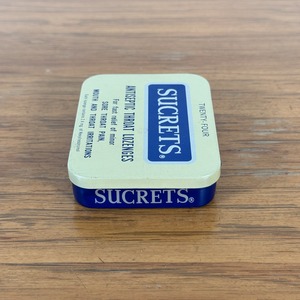 TWENTY-FOUR
SUCRETS®
ANTISEPTIC THROAT LOZENGES
For fast relief of minor
SORE THROAT PAIN,
MOUTH AND THROAT IRRITATIONS
SUCRETS®